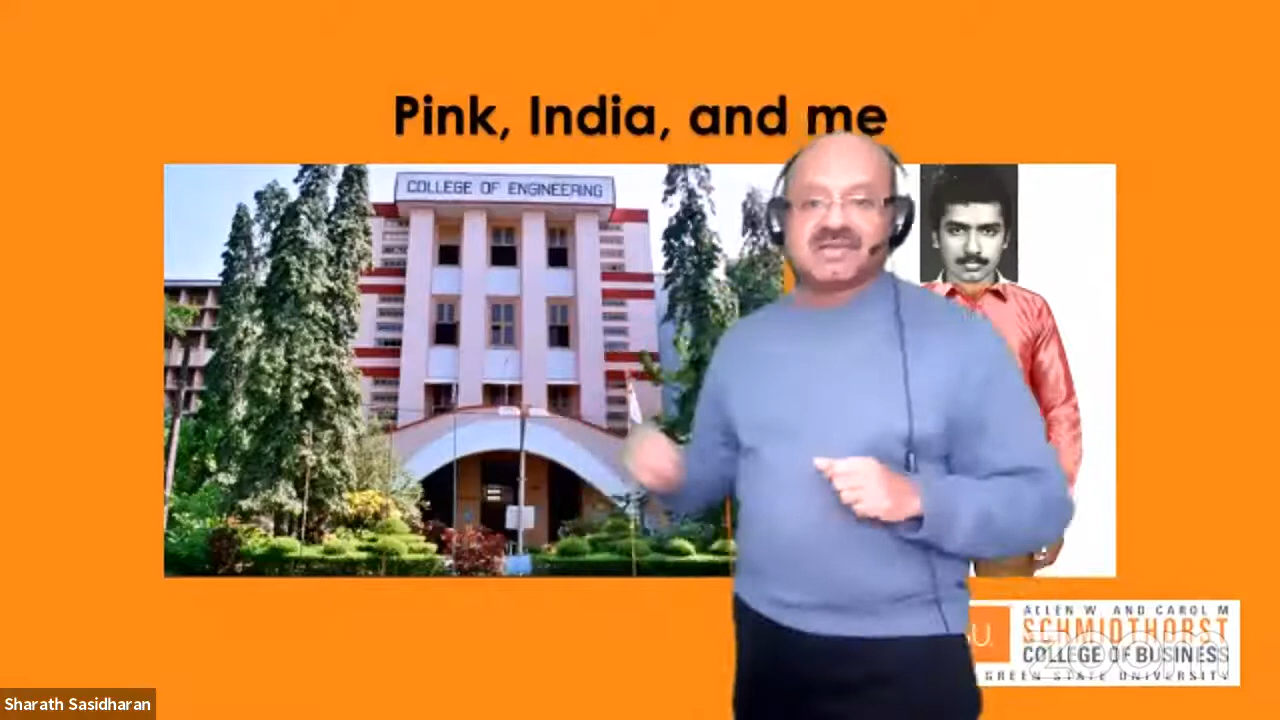 Pink, India, and me
COLLEGE OF ENGINEERING
U.
ALLEN W. AND CAROL M
SCHMIDTHORST
COLLEGE OF BUSINESS
GREEN STATE UNIVERSITY
zoom
Sharath Sasidharan